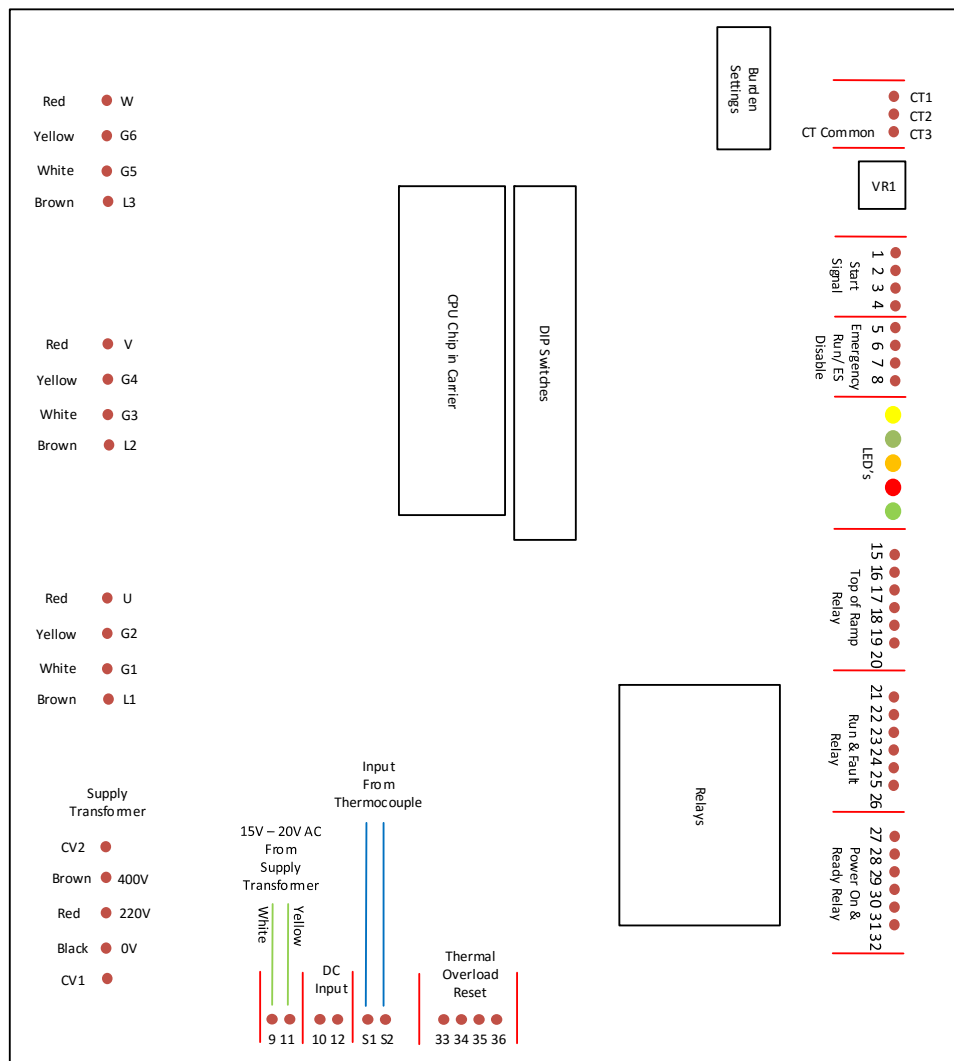 Burden
Settings
CT1
CT2
CT Common CT3
VR1
Red W
Yellow G6
White G5
Brown L3
1
2
3
4
Start
Signal
5
6
7
8
Emergency
Run/ ES
Disable
CPU Chip in
Carrier
DIP Switches
Red V
Yellow G4
White G3
Brown L2
LED's
15
16
17
18
19
20
Top of Ramp
Relay
Red U
Yellow G2
White G1
Brown L1
21
22
23
24
25
26
Run & Fault
Relay
Relays
27
28
29
30
31
32
Power On &
Ready Relay
Supply
Transformer
CV2
Brown 400V
Red 220V
Black 0V
CV1
15V – 20V AC
From
Supply
Transformer
White
Yellow
Input
From
Thermocouple
DC
Input
Thermal
Overload
Reset
9 11 10 12 S1 S2 33 34 35 36